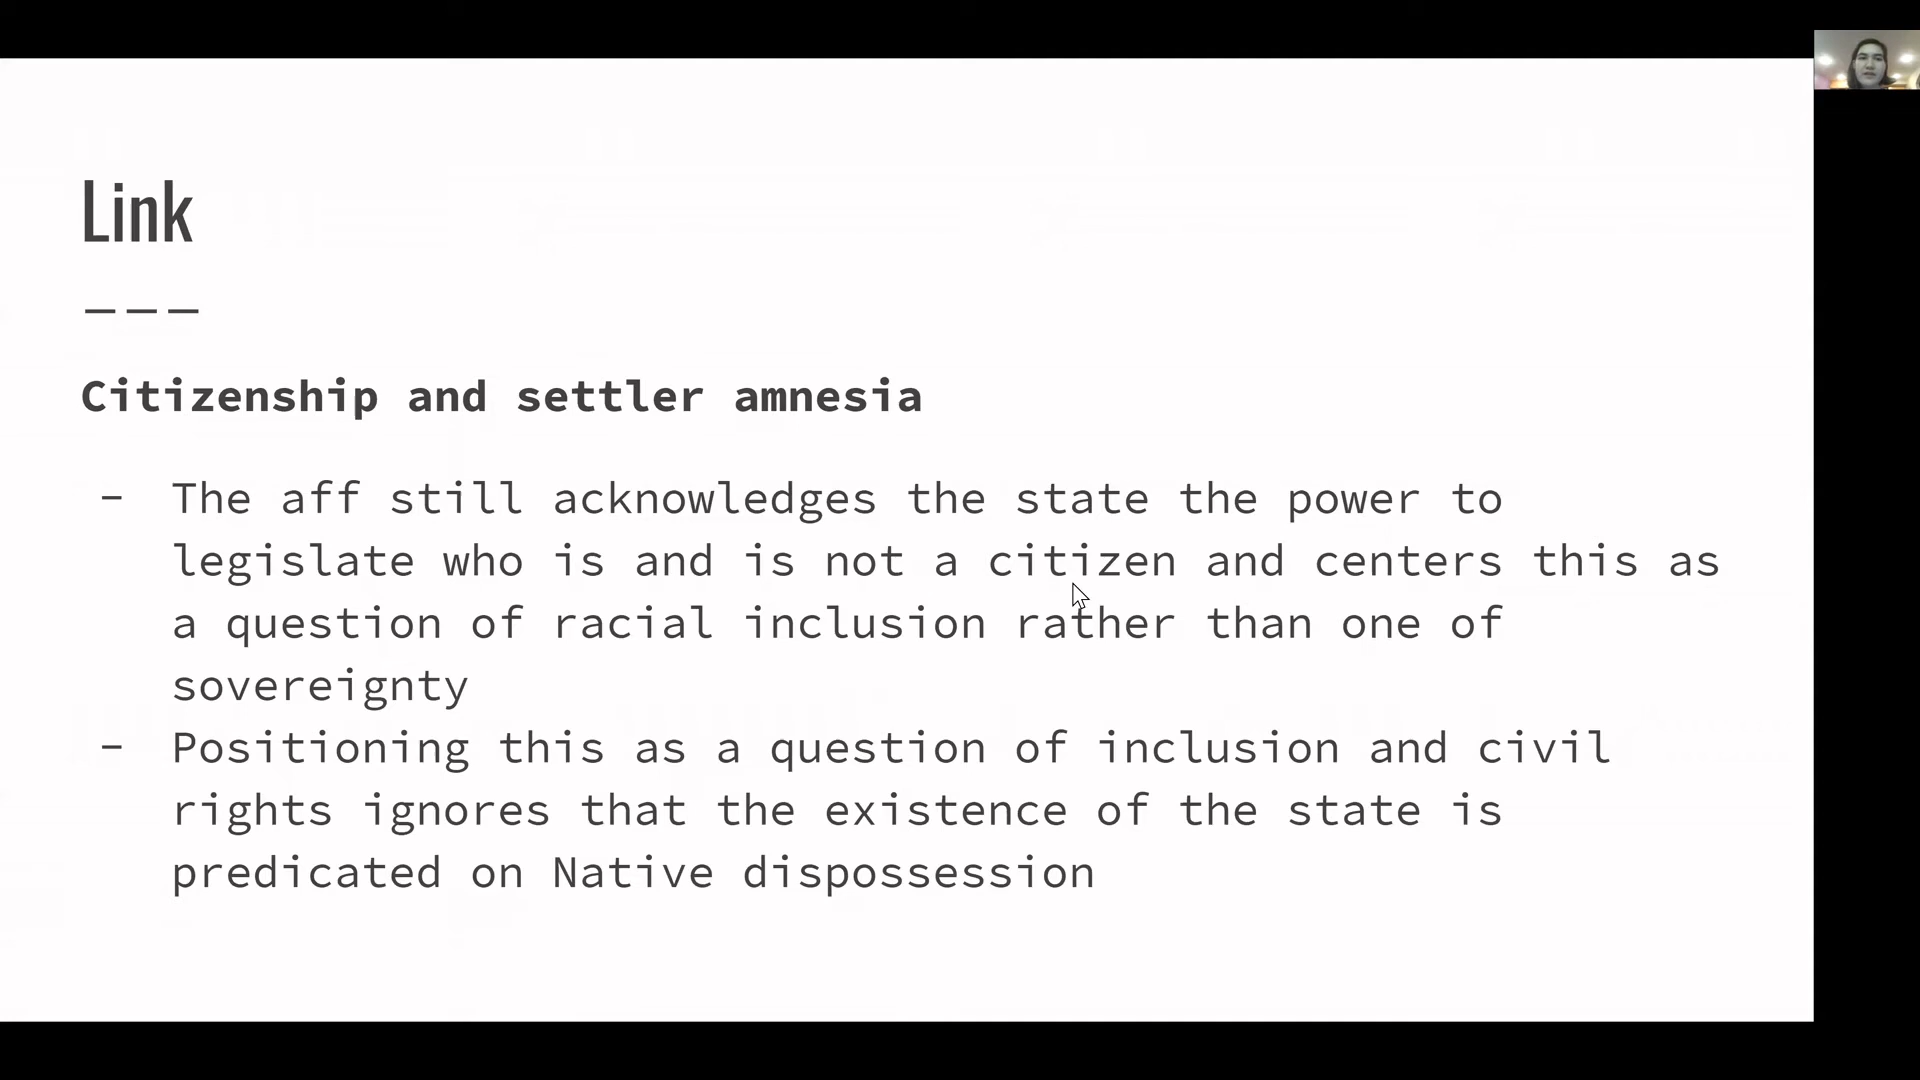 Link
———
Citizenship and settler amnesia
- The aff still acknowledges the state the power to
legislate who is and is not a citizen and centers this as
a question of racial inclusion rather than one of
sovereignty
- Positioning this as a question of inclusion and civil
rights ignores that the existence of the state is
predicated on Native dispossession